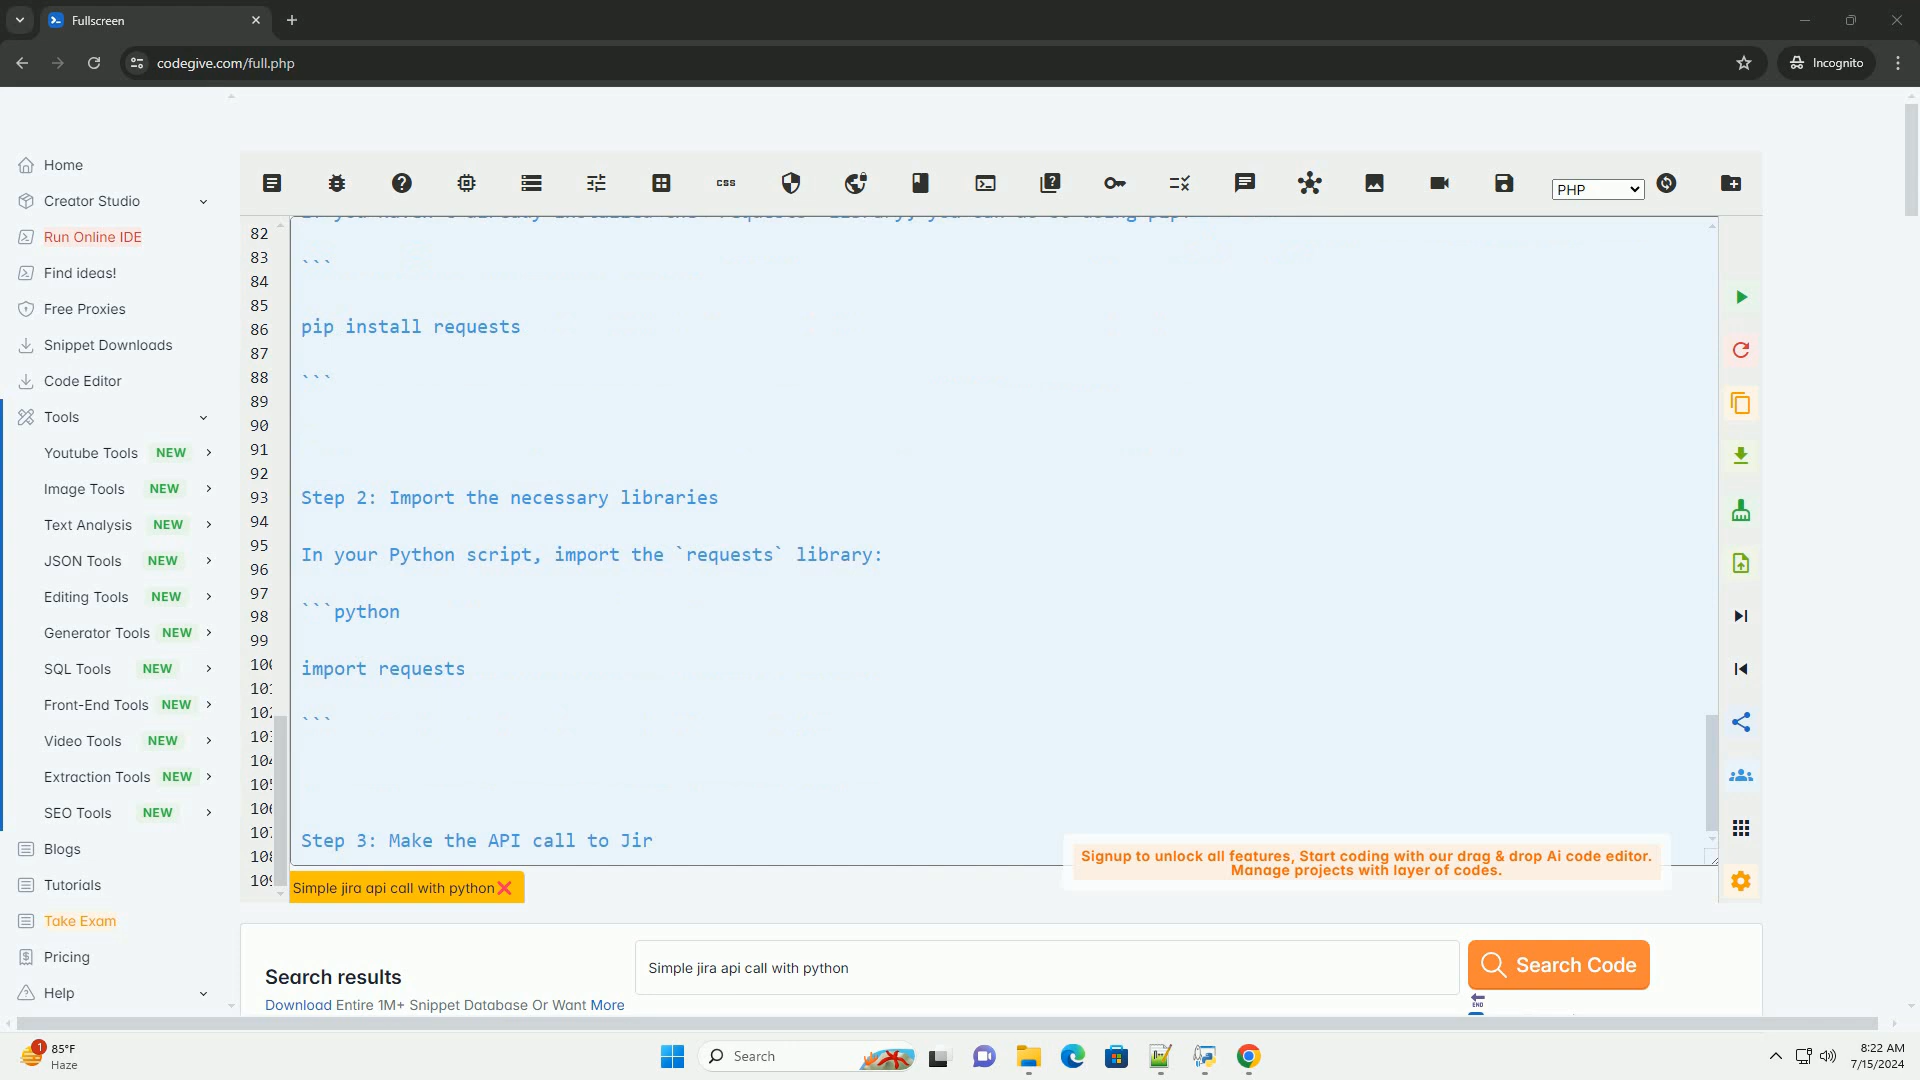 Fullscreen
codegive.com/full.php
Incognito
Home
Creator Studio
Run Online IDE
Find ideas!
Free Proxies
Snippet Downloads
Code Editor
Tools
Youtube Tools NEW
Image Tools NEW
Text Analysis NEW
JSON Tools NEW
Editing Tools NEW
Generator Tools NEW
SQL Tools NEW
Front-End Tools NEW
Video Tools NEW
Extraction Tools NEW
SEO Tools NEW
Blogs
Tutorials
Take Exam
Pricing
Help
css
PHP
82
83
84
85
86
87
88
89
90
91
92
93
94
95
96
97
98
99
```
pip install requests
```
Step 2: Import the necessary libraries
In your Python script, import the `requests` library:
```python
import requests
```
Step 3: Make the API call to Jir
Signup to unlock all features, Start coding with our drag & drop Ai code editor.
Manage projects with layer of codes.
Simple jira api call with python
Search results
Simple jira api call with python
Search Code
Download Entire 1M+ Snippet Database Or Want More
END
1
85°F
Haze
Search
8:22 AM
7/15/2024